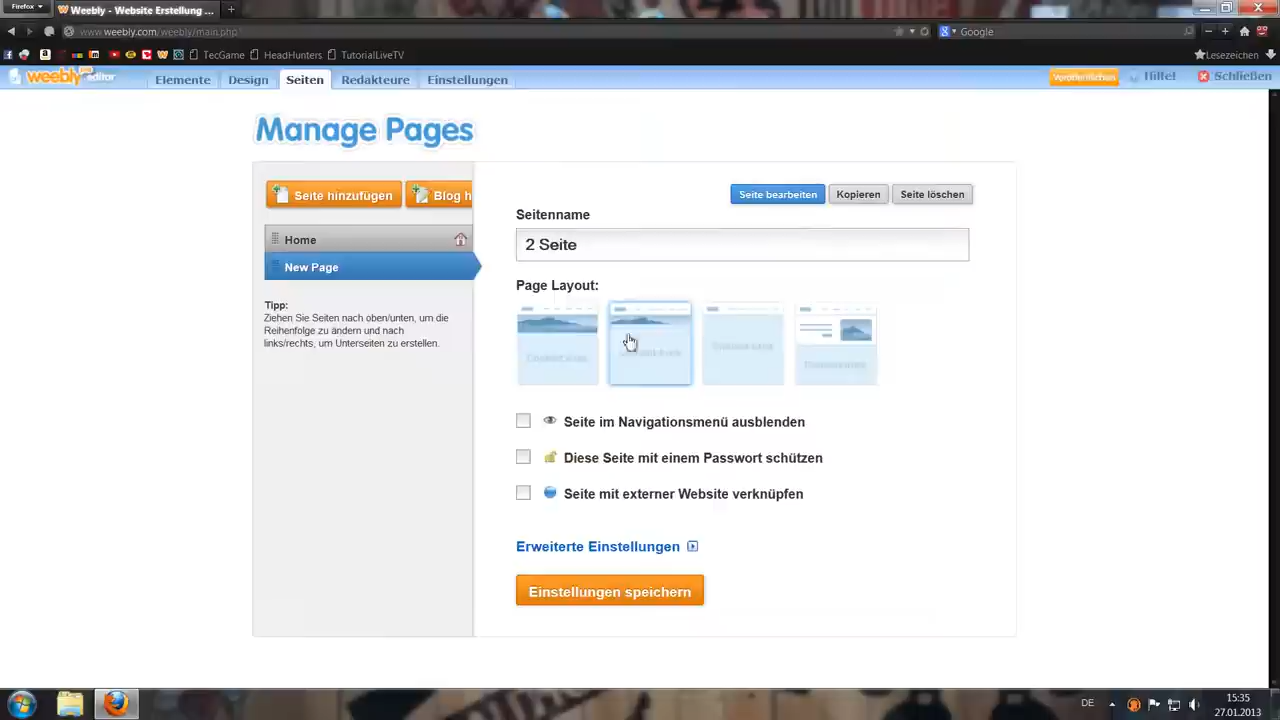 Firefox
Weebly - Website Erstellung ...
www.weebly.com/weebly/main.php
Google
TecGame
HeadHunters
TutorialLiveTV
Lesezeichen
weebly editor
Elemente
Design
Seiten
Redakteure
Einstellungen
Veröffentlichen
Hilfe!
Schließen
Manage Pages
Seite hinzufügen
Blog h
Seite bearbeiten
Kopieren
Seite löschen
Seitenname
2 Seite
Home
New Page
Page Layout:
Tipp:
Ziehen Sie Seiten nach oben/unten, um die
Reihenfolge zu ändern und nach
links/rechts, um Unterseiten zu erstellen.
Seite im Navigationsmenü ausblenden
Diese Seite mit einem Passwort schützen
Seite mit externer Website verknüpfen
Erweiterte Einstellungen
Einstellungen speichern
DE
15:35
27.01.2013